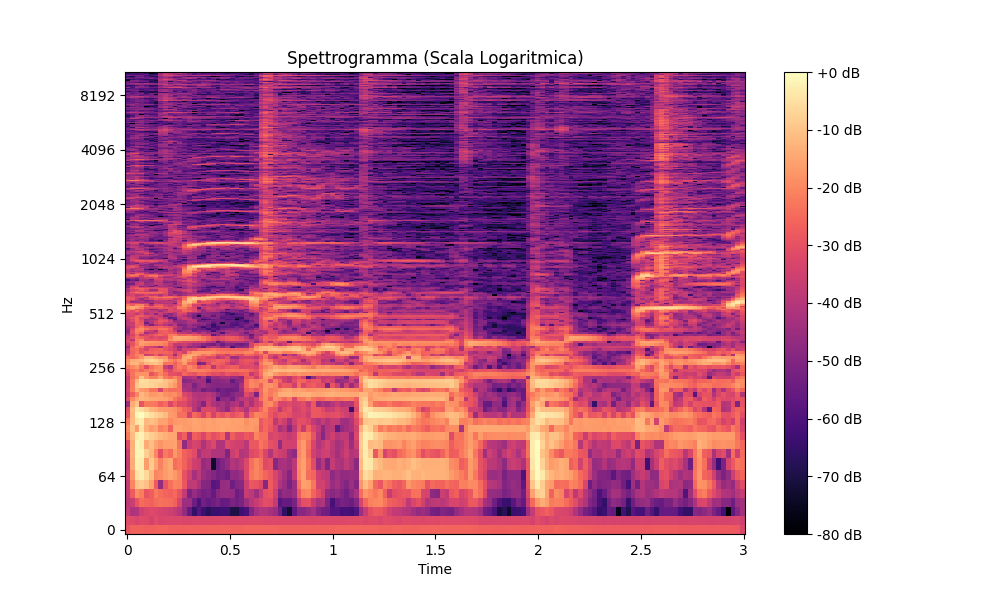 Spettrogramma (Scala Logaritmica)
Hz
8192
4096
2048
1024
512
256
128
64
0
0 0.5 1 1.5 2 2.5 3
Time
+0 dB
-10 dB
-20 dB
-30 dB
-40 dB
-50 dB
-60 dB
-70 dB
-80 dB